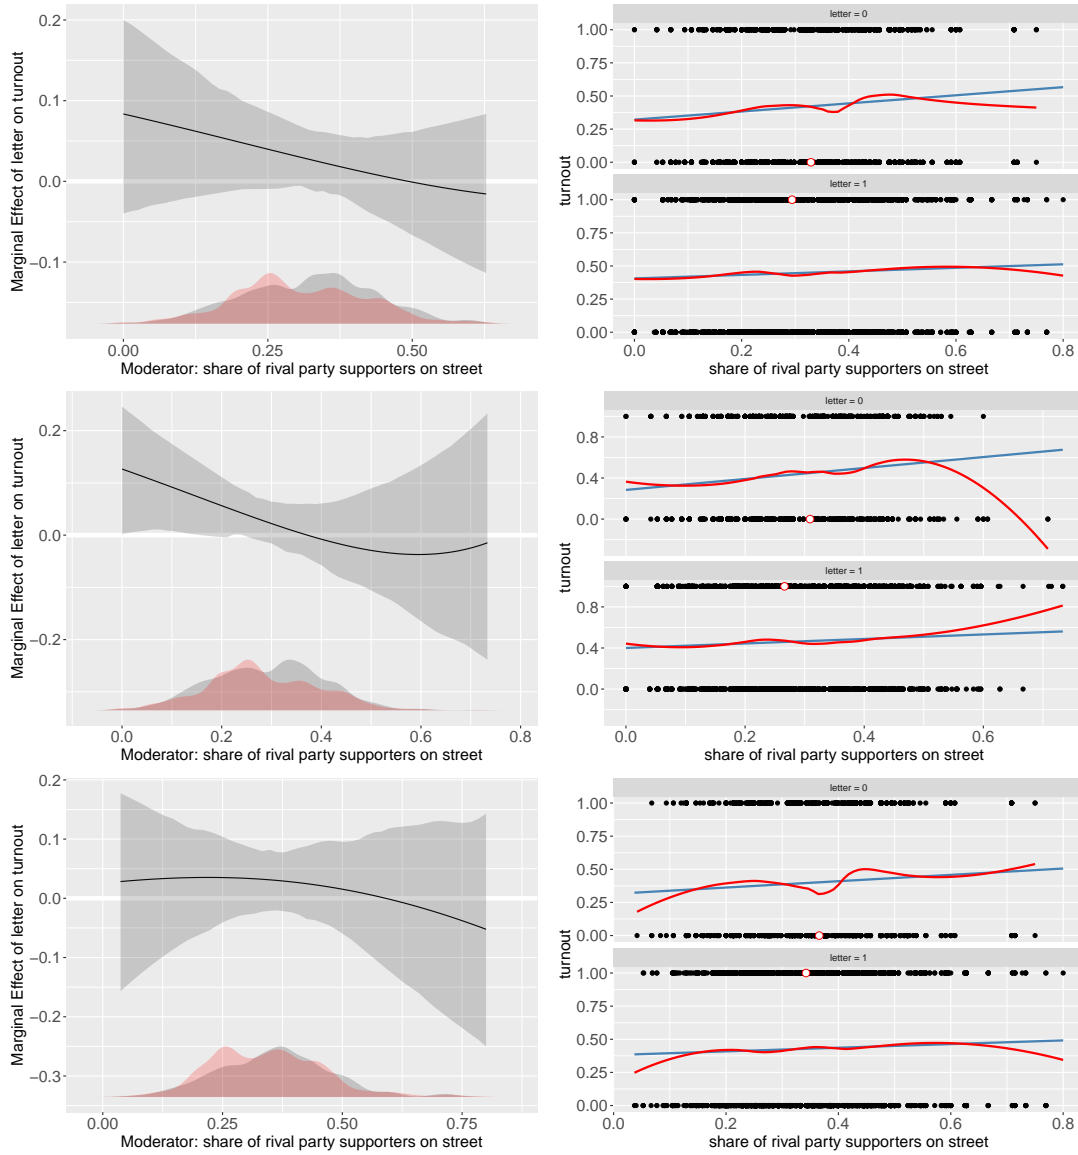 0.2
0.1
0.0
−0.1
Marginal Effect of letter on turnout
0.00 0.25 0.50
Moderator: share of rival party supporters on street
letter = 0
1.00
0.75
0.50
0.25
0.00
letter = 1
1.00
0.75
0.50
0.25
0.00
turnout
0.0 0.2 0.4 0.6 0.8
share of rival party supporters on street
0.2
0.0
−0.2
Marginal Effect of letter on turnout
0.0 0.2 0.4 0.6 0.8
Moderator: share of rival party supporters on street
letter = 0
0.8
0.4
0.0
letter = 1
0.8
0.4
0.0
turnout
0.0 0.2 0.4 0.6
share of rival party supporters on street
0.2
0.1
0.0
−0.1
−0.2
−0.3
Marginal Effect of letter on turnout
0.00 0.25 0.50 0.75
Moderator: share of rival party supporters on street
letter = 0
1.00
0.75
0.50
0.25
0.00
letter = 1
1.00
0.75
0.50
0.25
0.00
turnout
0.0 0.2 0.4 0.6 0.8
share of rival party supporters on street